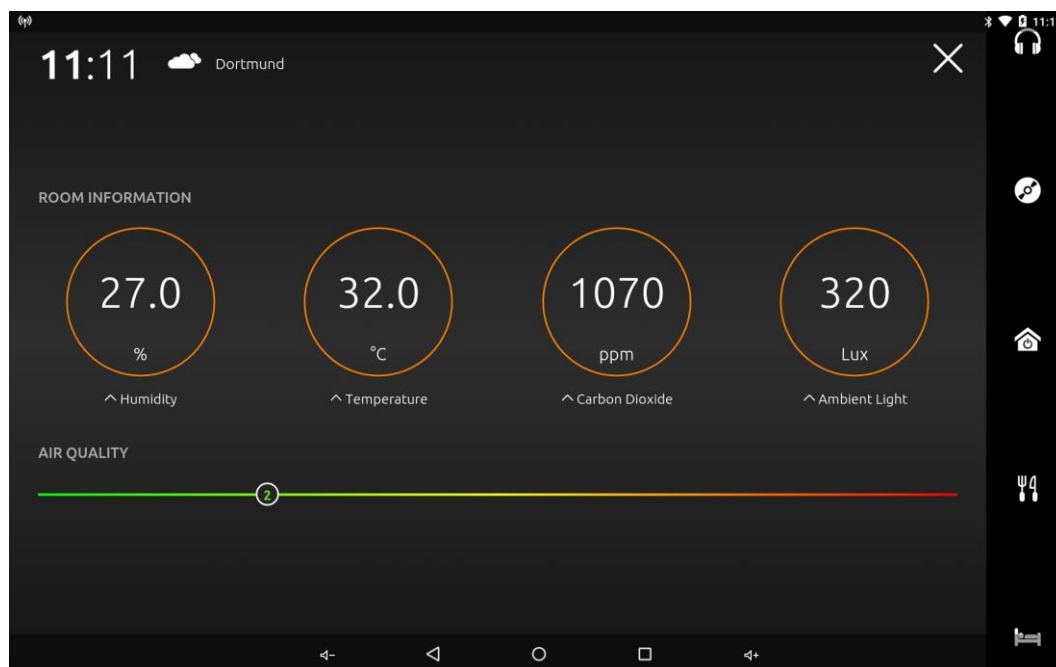 11:1
11:11
Dortmund
ROOM INFORMATION
27.0
%
Humidity
32.0
°C
Temperature
1070
ppm
Carbon Dioxide
320
Lux
Ambient Light
AIR QUALITY
2